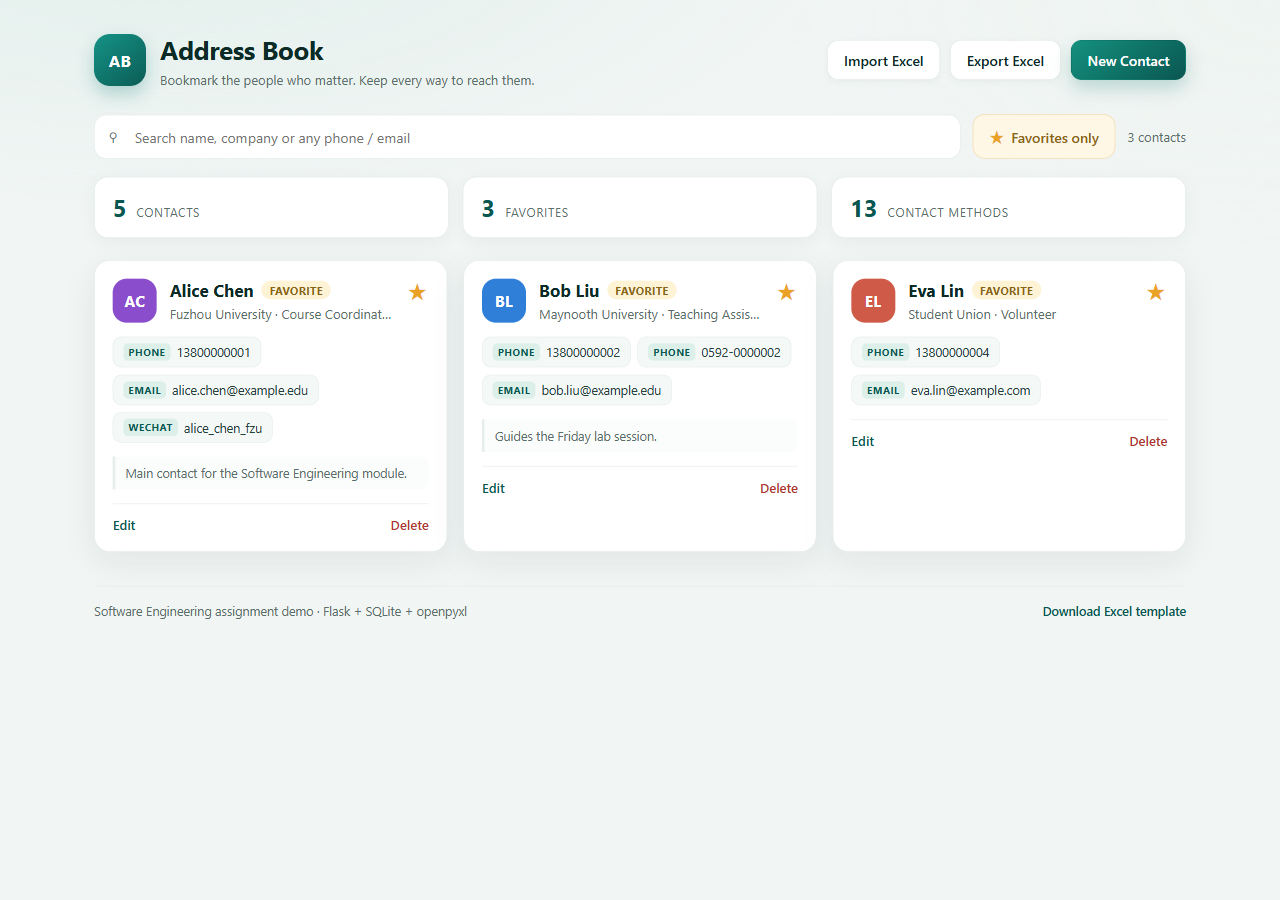 AB
Address Book
Bookmark the people who matter. Keep every way to reach them.
Import Excel
Export Excel
New Contact
Search name, company or any phone / email
★ Favorites only
3 contacts
5 CONTACTS
3 FAVORITES
13 CONTACT METHODS
AC
Alice Chen FAVORITE ★
Fuzhou University · Course Coordinat...
PHONE 13800000001
EMAIL alice.chen@example.edu
WECHAT alice_chen_fzu
Main contact for the Software Engineering module.
Edit
Delete
BL
Bob Liu FAVORITE ★
Maynooth University · Teaching Assis...
PHONE 13800000002
PHONE 0592-0000002
EMAIL bob.liu@example.edu
Guides the Friday lab session.
Edit
Delete
EL
Eva Lin FAVORITE ★
Student Union · Volunteer
PHONE 13800000004
EMAIL eva.lin@example.com
Edit
Delete
Software Engineering assignment demo · Flask + SQLite + openpyxl
Download Excel template